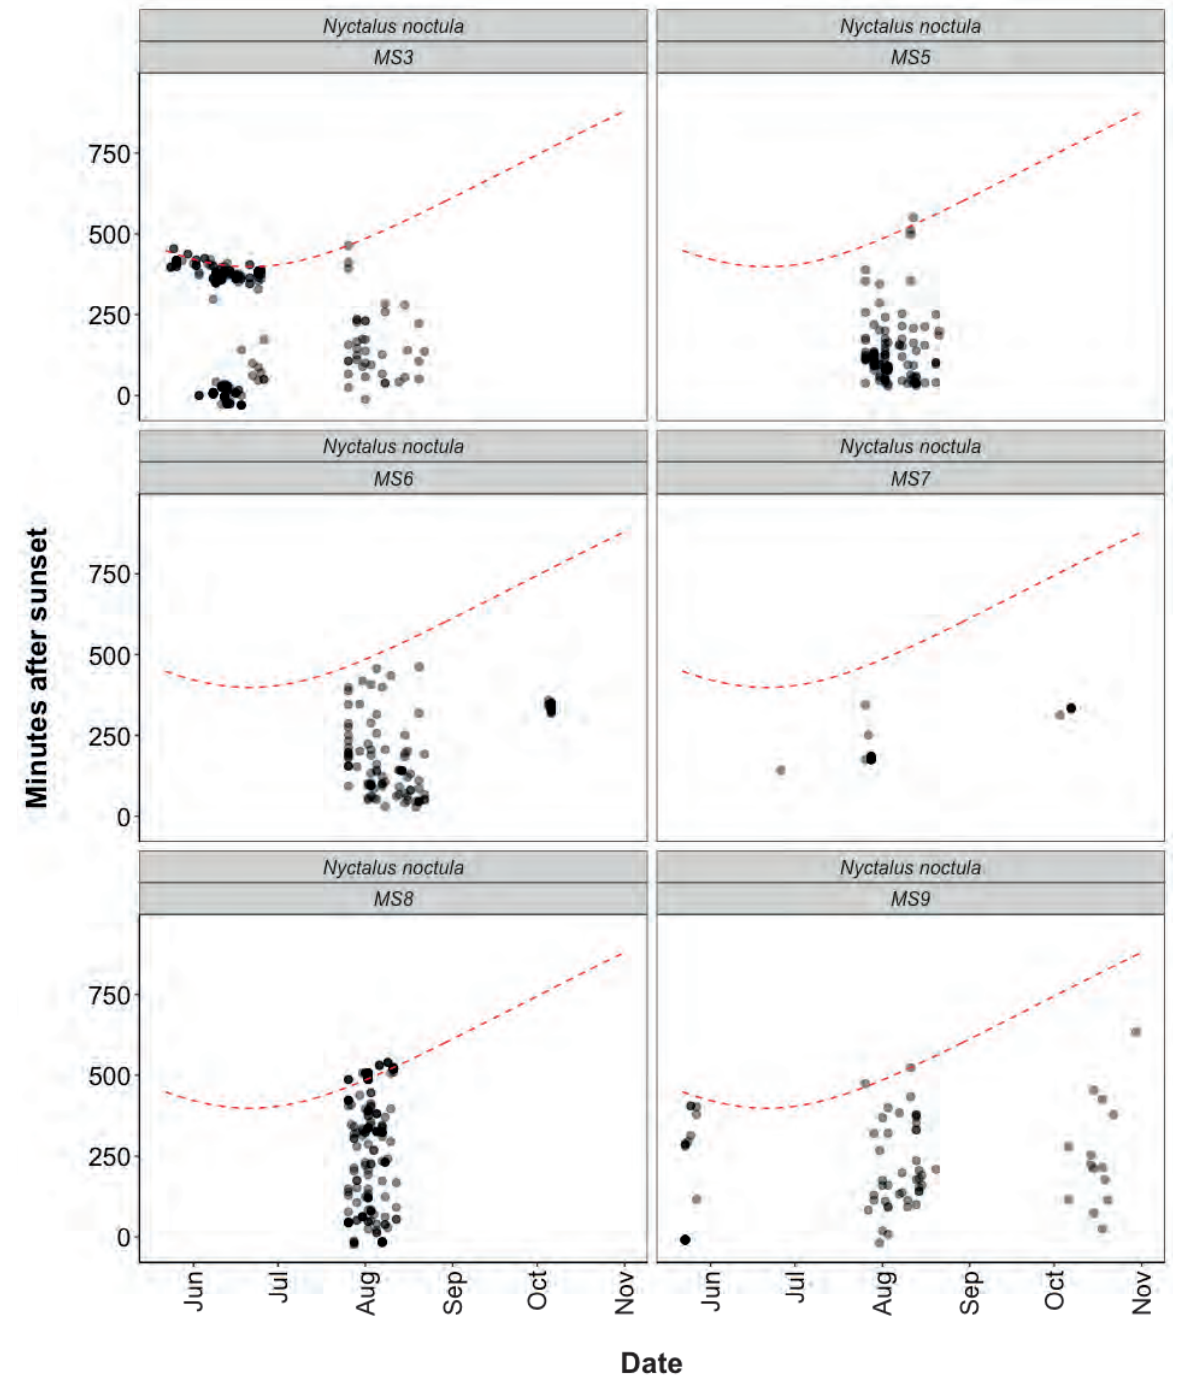 Nyctalus noctula
Nyctalus noctula
MS3
MS5
750
500
250
0
Nyctalus noctula
Nyctalus noctula
MS6
MS7
Minutes after sunset
750
500
250
0
Nyctalus noctula
Nyctalus noctula
MS8
MS9
750
500
250
0
Jun
Jul
Aug
Sep
Oct
Nov
Jun
Jul
Aug
Sep
Oct
Nov
Date